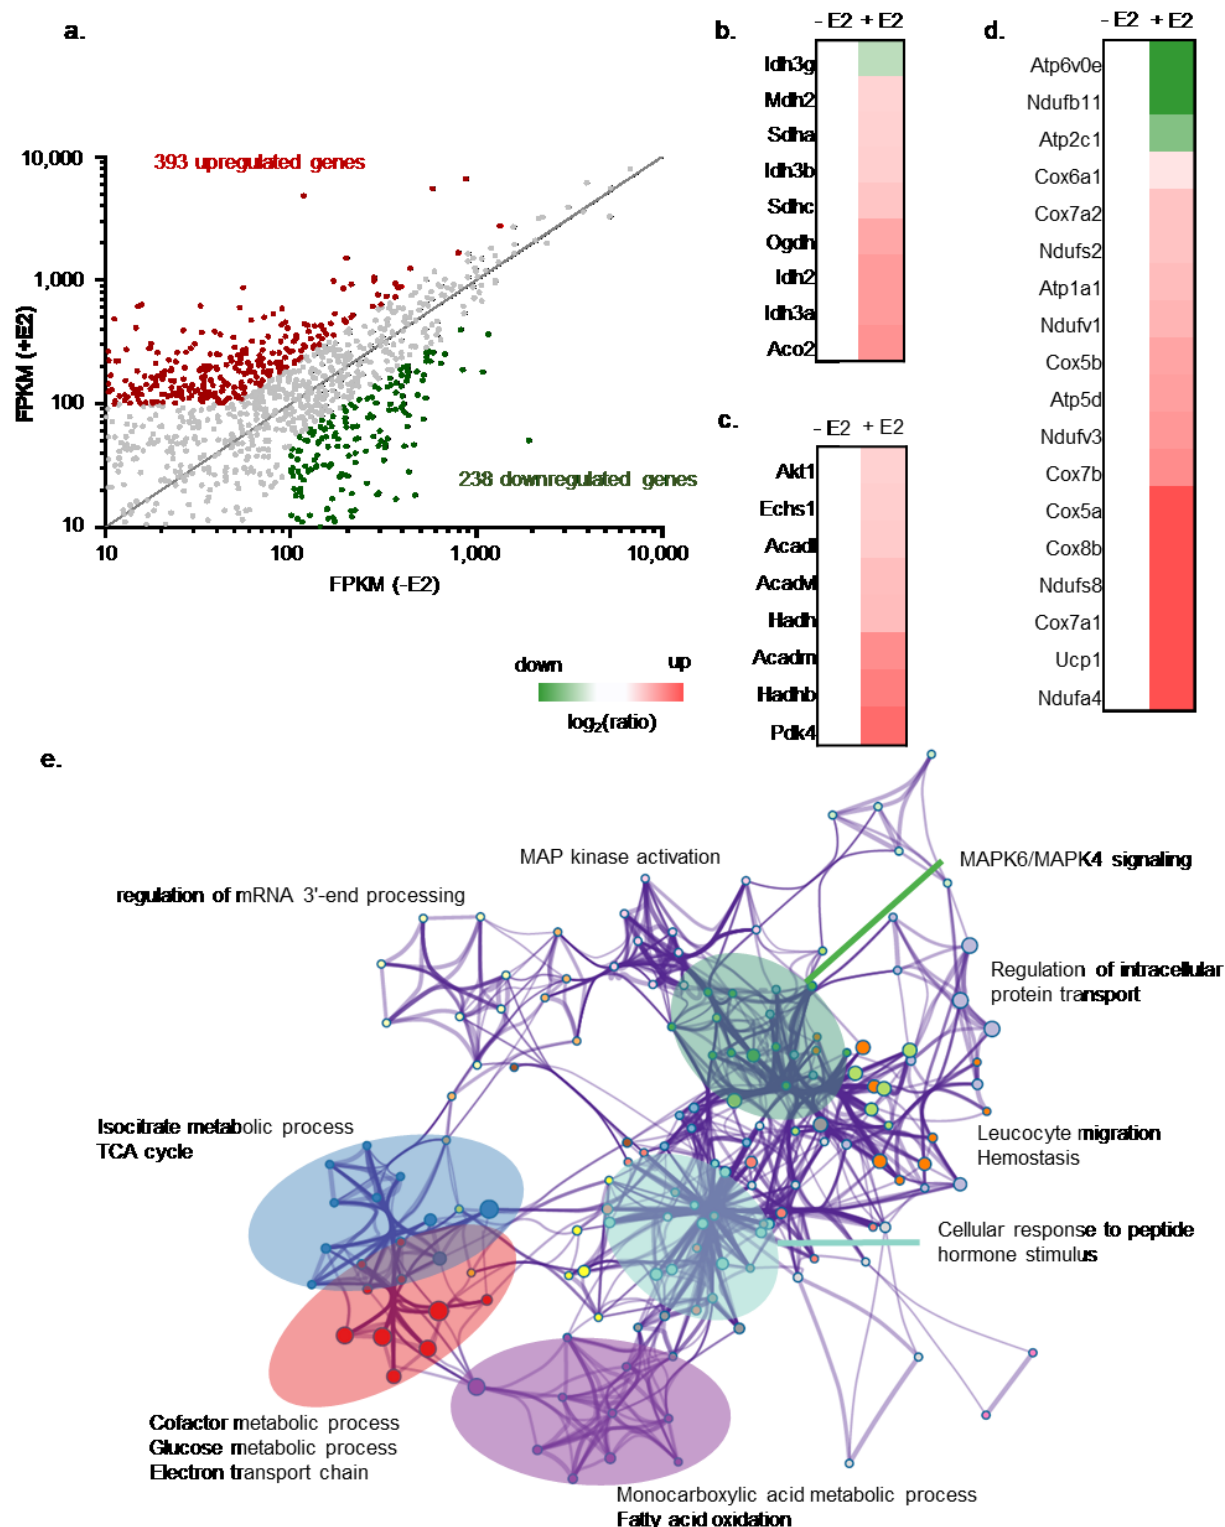 a.
393 upregulated genes
10,000
1,000
100
10
FPKM (+E2)
238 downregulated genes
10
100
1,000
10,000
FPKM (-E2)
down
up
log2(ratio)
b.
- E2 + E2
Idh3g
Mdh2
Sdha
Idh3b
Sdhc
Ogdh
Idh2
Idh3a
Aco2
c.
- E2 + E2
Akt1
Echs1
Acadl
Acadvl
Hadh
Acadm
Hadhb
Pdk4
d.
- E2 + E2
Atp6v0e
Ndufb11
Atp2c1
Cox6a1
Cox7a2
Ndufs2
Atp1a1
Ndufv1
Cox5b
Atp5d
Ndufv3
Cox7b
Cox5a
Cox8b
Ndufs8
Cox7a1
Ucp1
Ndufa4
e.
MAP kinase activation
MAPK6/MAPK4 signaling
regulation of mRNA 3'-end processing
Regulation of intracellular
protein transport
Isocitrate metabolic process
TCA cycle
Leucocyte migration
Hemostasis
Cellular response to peptide
hormone stimulus
Cofactor metabolic process
Glucose metabolic process
Electron transport chain
Monocarboxylic acid metabolic process
Fatty acid oxidation